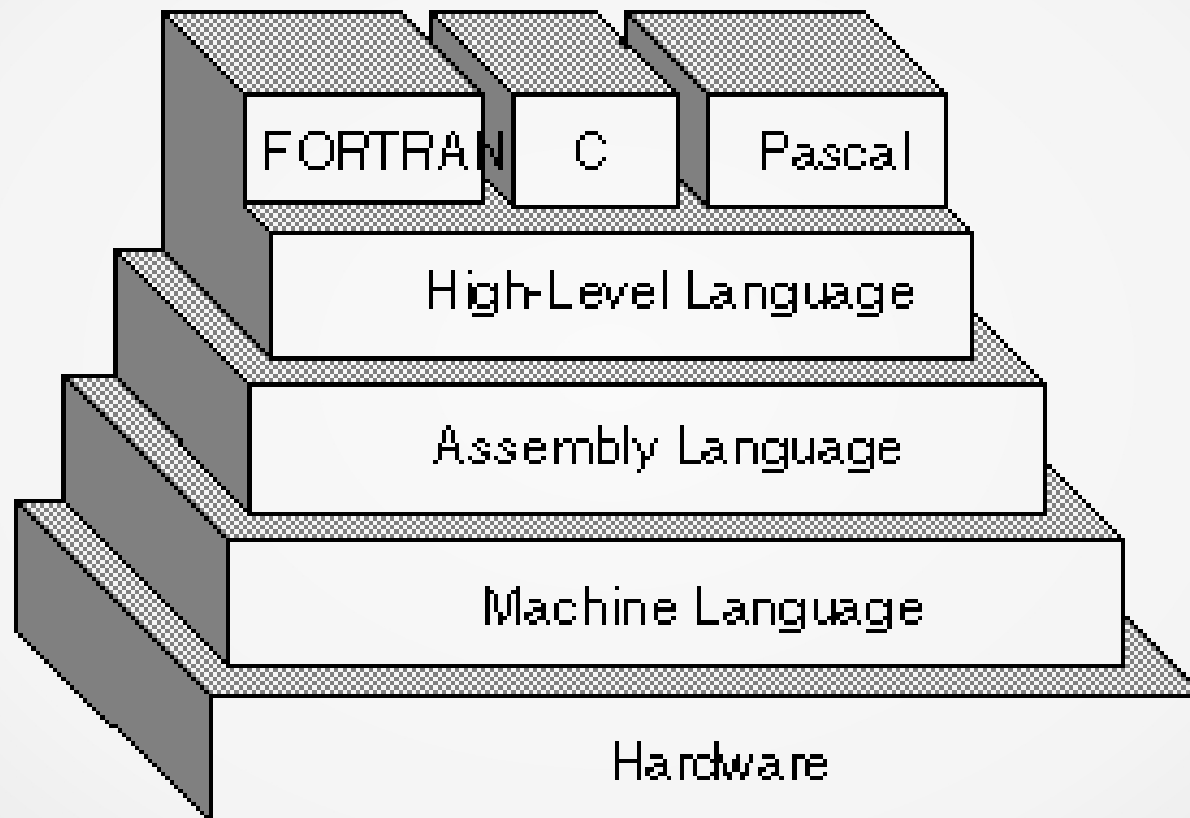 FORTRAN C Pascal
High-Level Language
Assembly Language
Machine Language
Hardware